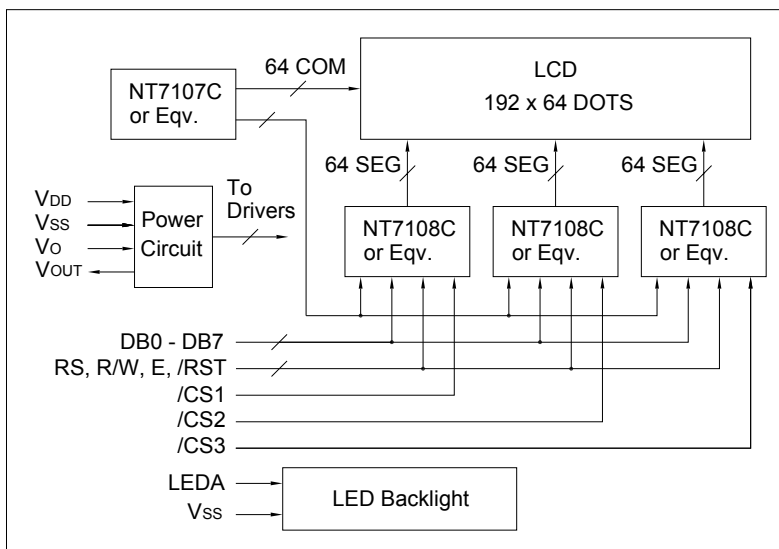 64 COM
NT7107C
or Eqv.
LCD
192 x 64 DOTS
64 SEG
64 SEG
64 SEG
VDD
VSS
VO
VOUT
Power
Circuit
To
Drivers
NT7108C
or Eqv.
NT7108C
or Eqv.
NT7108C
or Eqv.
DB0 - DB7
RS, R/W, E, /RST
/CS1
/CS2
/CS3
LEDA
VSS
LED Backlight